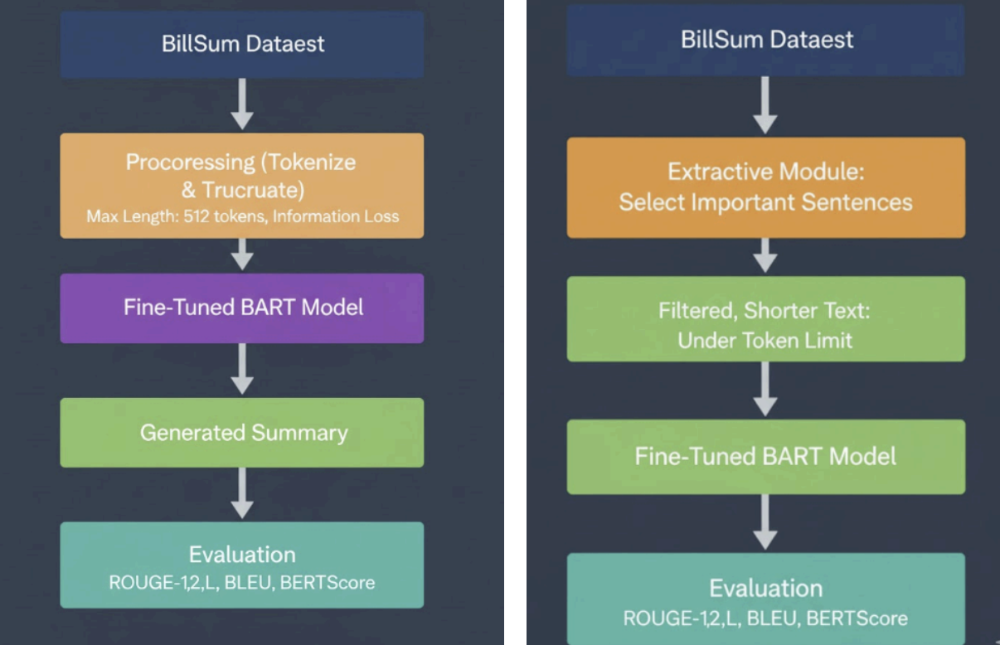 BillSum Dataest
Procoressing (Tokenize
& Trucruate)
Max Length: 512 tokens, Information Loss
Fine-Tuned BART Model
Generated Summary
Evaluation
ROUGE-1,2,L, BLEU, BERTScore
BillSum Dataest
Extractive Module:
Select Important Sentences
Filtered, Shorter Text:
Under Token Limit
Fine-Tuned BART Model
Evaluation
ROUGE-1,2,L, BLEU, BERTScore